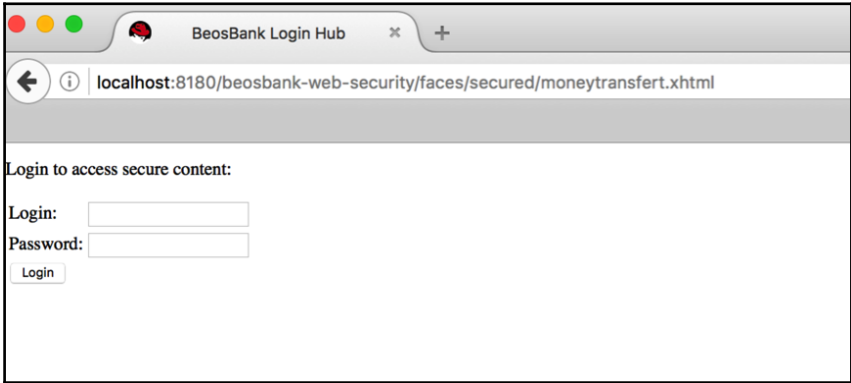 BeosBank Login Hub
localhost:8180/beosbank-web-security/faces/secured/moneytransfert.xhtml
Login to access secure content:
Login:
Password:
Login